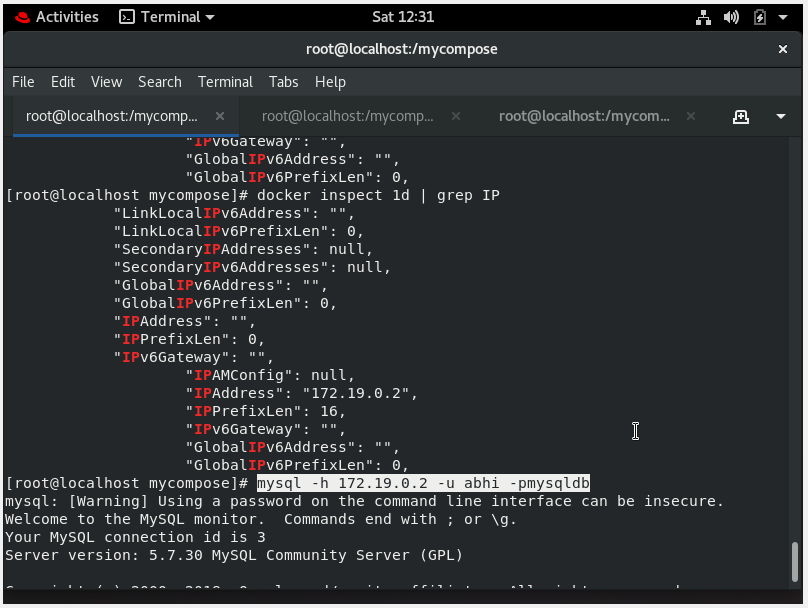 Activities Terminal Sat 12:31
root@localhost:/mycompose ×
File Edit View Search Terminal Tabs Help
root@localhost:/mycomp... × root@localhost:/mycomp... × root@localhost:/mycom... ×
"IPv6Gateway": "",
"GlobalIPv6Address": "",
"GlobalIPv6PrefixLen": 0,
[root@localhost mycompose]# docker inspect 1d | grep IP
"LinkLocalIPv6Address": "",
"LinkLocalIPv6PrefixLen": 0,
"SecondaryIPAddresses": null,
"SecondaryIPv6Addresses": null,
"GlobalIPv6Address": "",
"GlobalIPv6PrefixLen": 0,
"IPAddress": "",
"IPPrefixLen": 0,
"IPv6Gateway": "",
"IPAMConfig": null,
"IPAddress": "172.19.0.2",
"IPPrefixLen": 16,
"IPv6Gateway": "",
"GlobalIPv6Address": "",
"GlobalIPv6PrefixLen": 0,
[root@localhost mycompose]# mysql -h 172.19.0.2 -u abhi -pmysqldb
mysql: [Warning] Using a password on the command line interface can be insecure.
Welcome to the MySQL monitor.  Commands end with ; or \g.
Your MySQL connection id is 3
Server version: 5.7.30 MySQL Community Server (GPL)